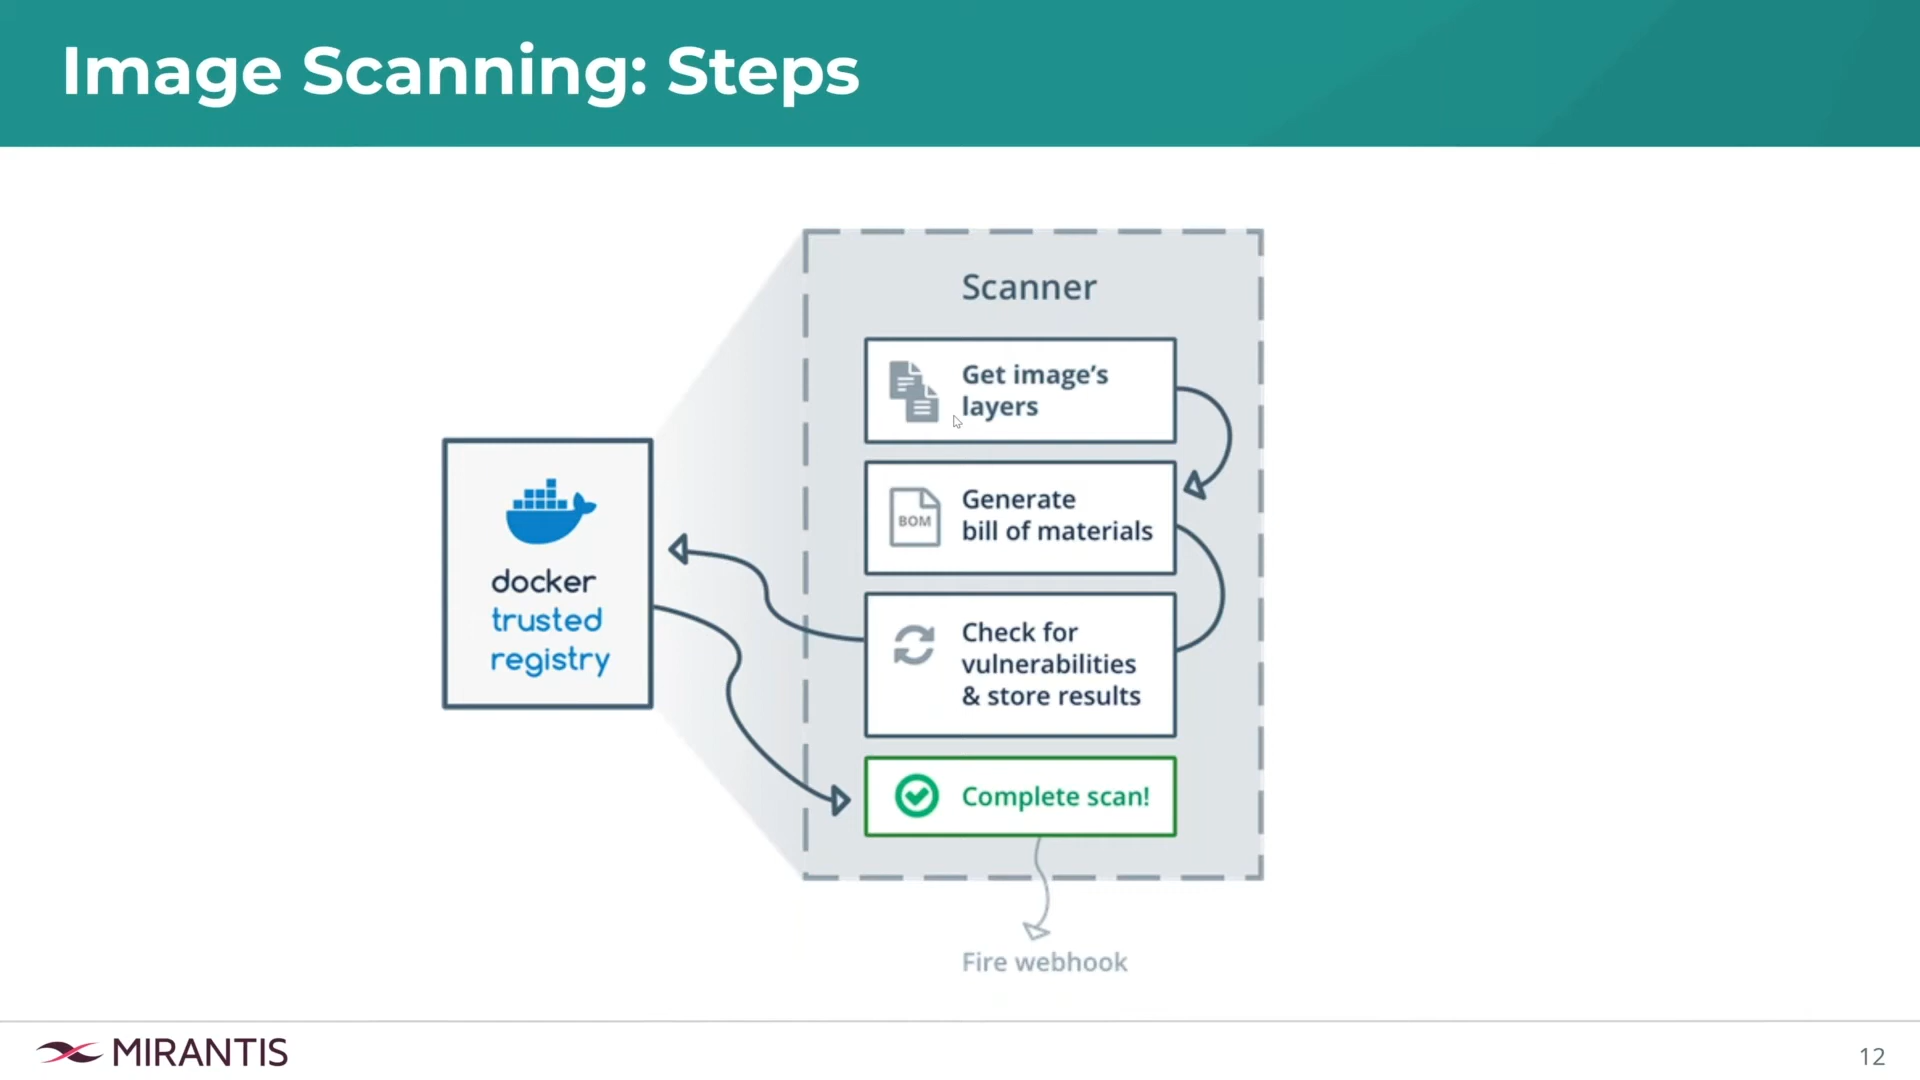 Image Scanning: Steps
Scanner
Get image's
layers
BOM
Generate
bill of materials
docker
trusted
registry
Check for
vulnerabilities
& store results
Complete scan!
Fire webhook
MIRANTIS
12